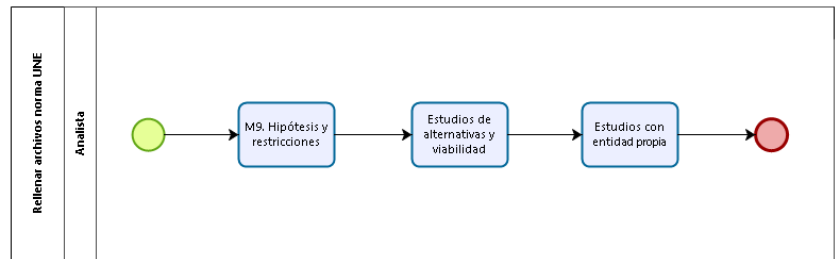 Rellenar archivos norma UNE
Analista
M9. Hipótesis y
restricciones
Estudios de
alternativas y
viabilidad
Estudios con
entidad propia